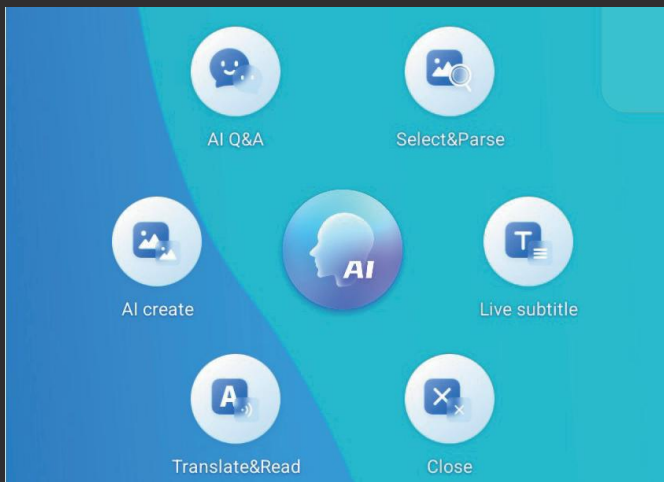 AI Q&A
Select&Parse
AI create
AI
Live subtitle
Translate&Read
Close